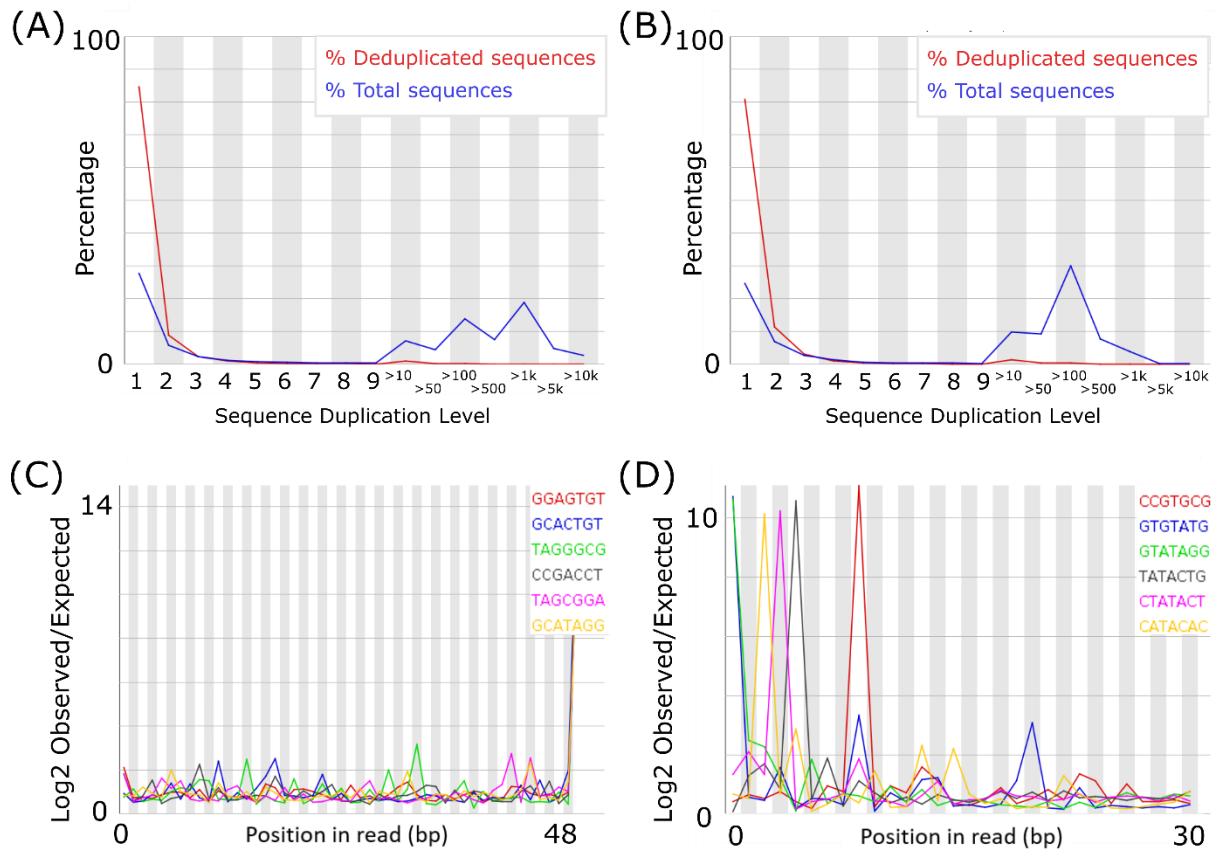 (A)
100
% Deduplicated sequences
% Total sequences
Percentage
0
1 2 3 4 5 6 7 8 9 >10 >50 >100 >500 >1k >5k >10k
Sequence Duplication Level
(B)
100
% Deduplicated sequences
% Total sequences
Percentage
0
1 2 3 4 5 6 7 8 9 >10 >50 >100 >500 >1k >5k >10k
Sequence Duplication Level
(C)
14
GGAGTGT
GCACTGT
TAGGGCG
CCGACCT
TAGCGGA
GCATAGG
Log2 Observed/Expected
0
0 Position in read (bp) 48
(D)
10
CCGTGCG
GTGTATG
GTATAGG
TATACTG
CTATACT
CATACAC
Log2 Observed/Expected
0
0 Position in read (bp) 30